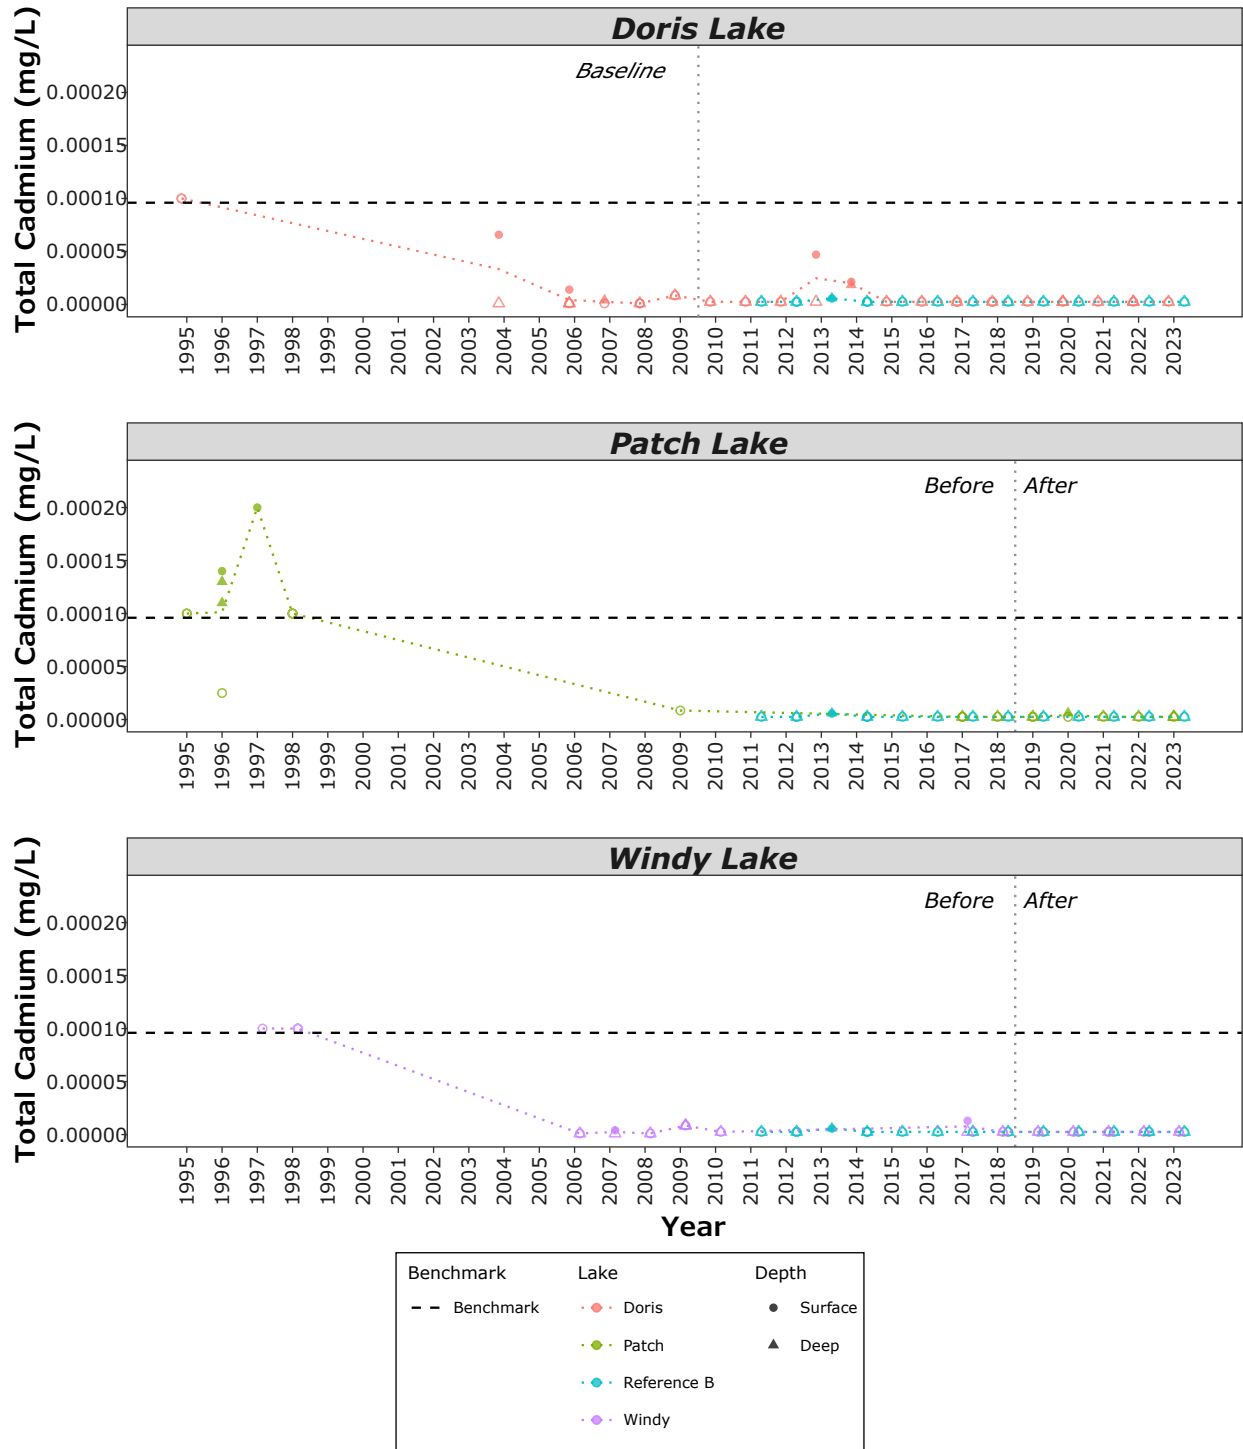 Doris Lake
Total Cadmium (mg/L)
Baseline
0.00020
0.00015
0.00010
0.00005
0.00000
1995 1996 1997 1998 1999 2000 2001 2002 2003 2004 2005 2006 2007 2008 2009 2010 2011 2012 2013 2014 2015 2016 2017 2018 2019 2020 2021 2022 2023
Patch Lake
Total Cadmium (mg/L)
Before After
0.00020
0.00015
0.00010
0.00005
0.00000
1995 1996 1997 1998 1999 2000 2001 2002 2003 2004 2005 2006 2007 2008 2009 2010 2011 2012 2013 2014 2015 2016 2017 2018 2019 2020 2021 2022 2023
Windy Lake
Total Cadmium (mg/L)
Before After
0.00020
0.00015
0.00010
0.00005
0.00000
1995 1996 1997 1998 1999 2000 2001 2002 2003 2004 2005 2006 2007 2008 2009 2010 2011 2012 2013 2014 2015 2016 2017 2018 2019 2020 2021 2022 2023
Year
Benchmark Lake Depth
Benchmark Doris Surface
Patch Deep
Reference B
Windy